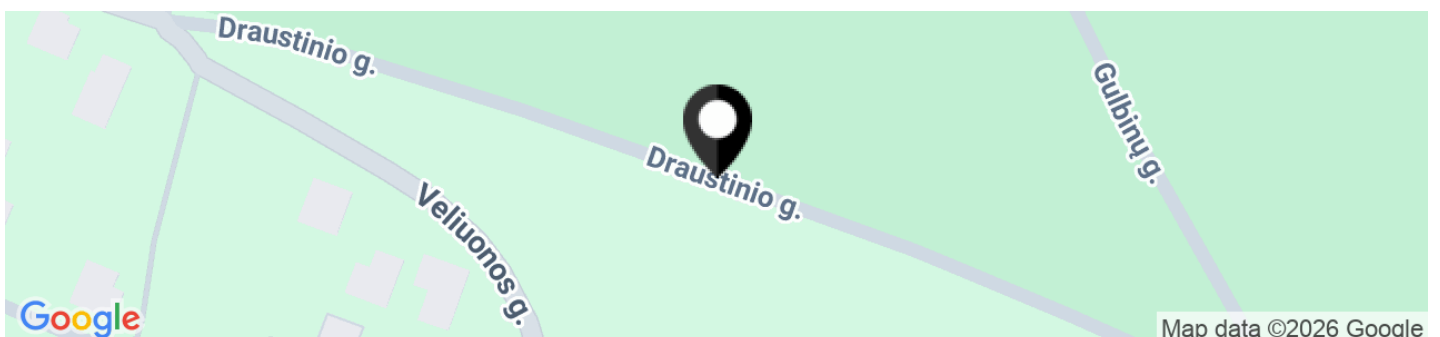 Draustinio g.
Gulbinų g.
Draustinio g.
Veliuonos g.
Google
Map data ©2026 Google